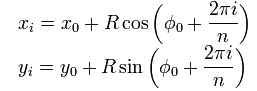 x_i = x_0 + R cos(ϕ_0 + 2πi/n)
y_i = y_0 + R sin(ϕ_0 + 2πi/n)